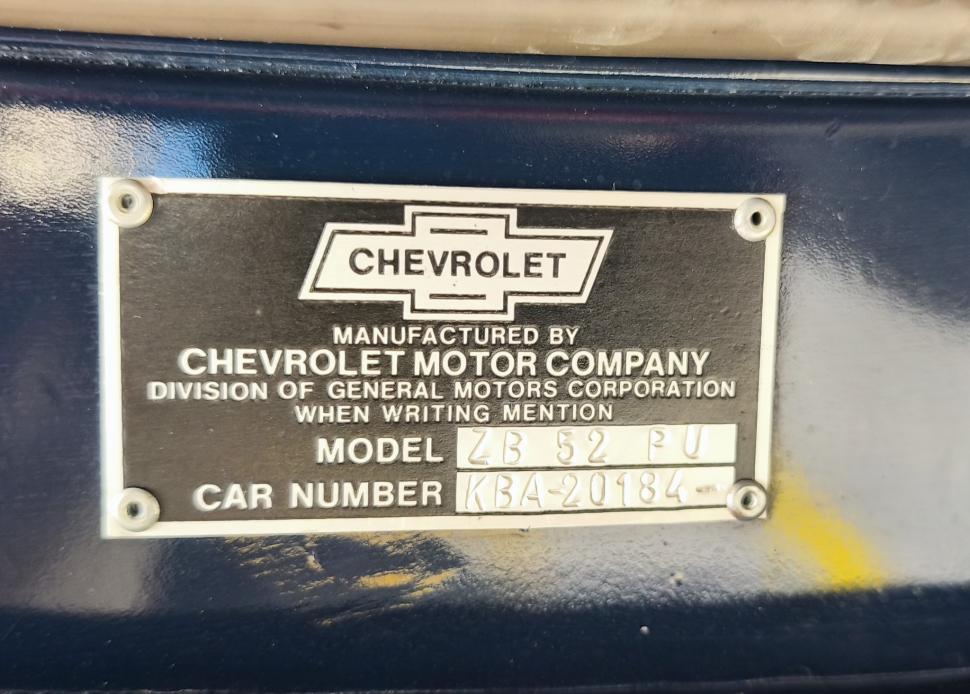 CHEVROLET
MANUFACTURED BY
CHEVROLET MOTOR COMPANY
DIVISION OF GENERAL MOTORS CORPORATION
WHEN WRITING MENTION
MODEL ZB 52 PU
CAR NUMBER KBA-20184-